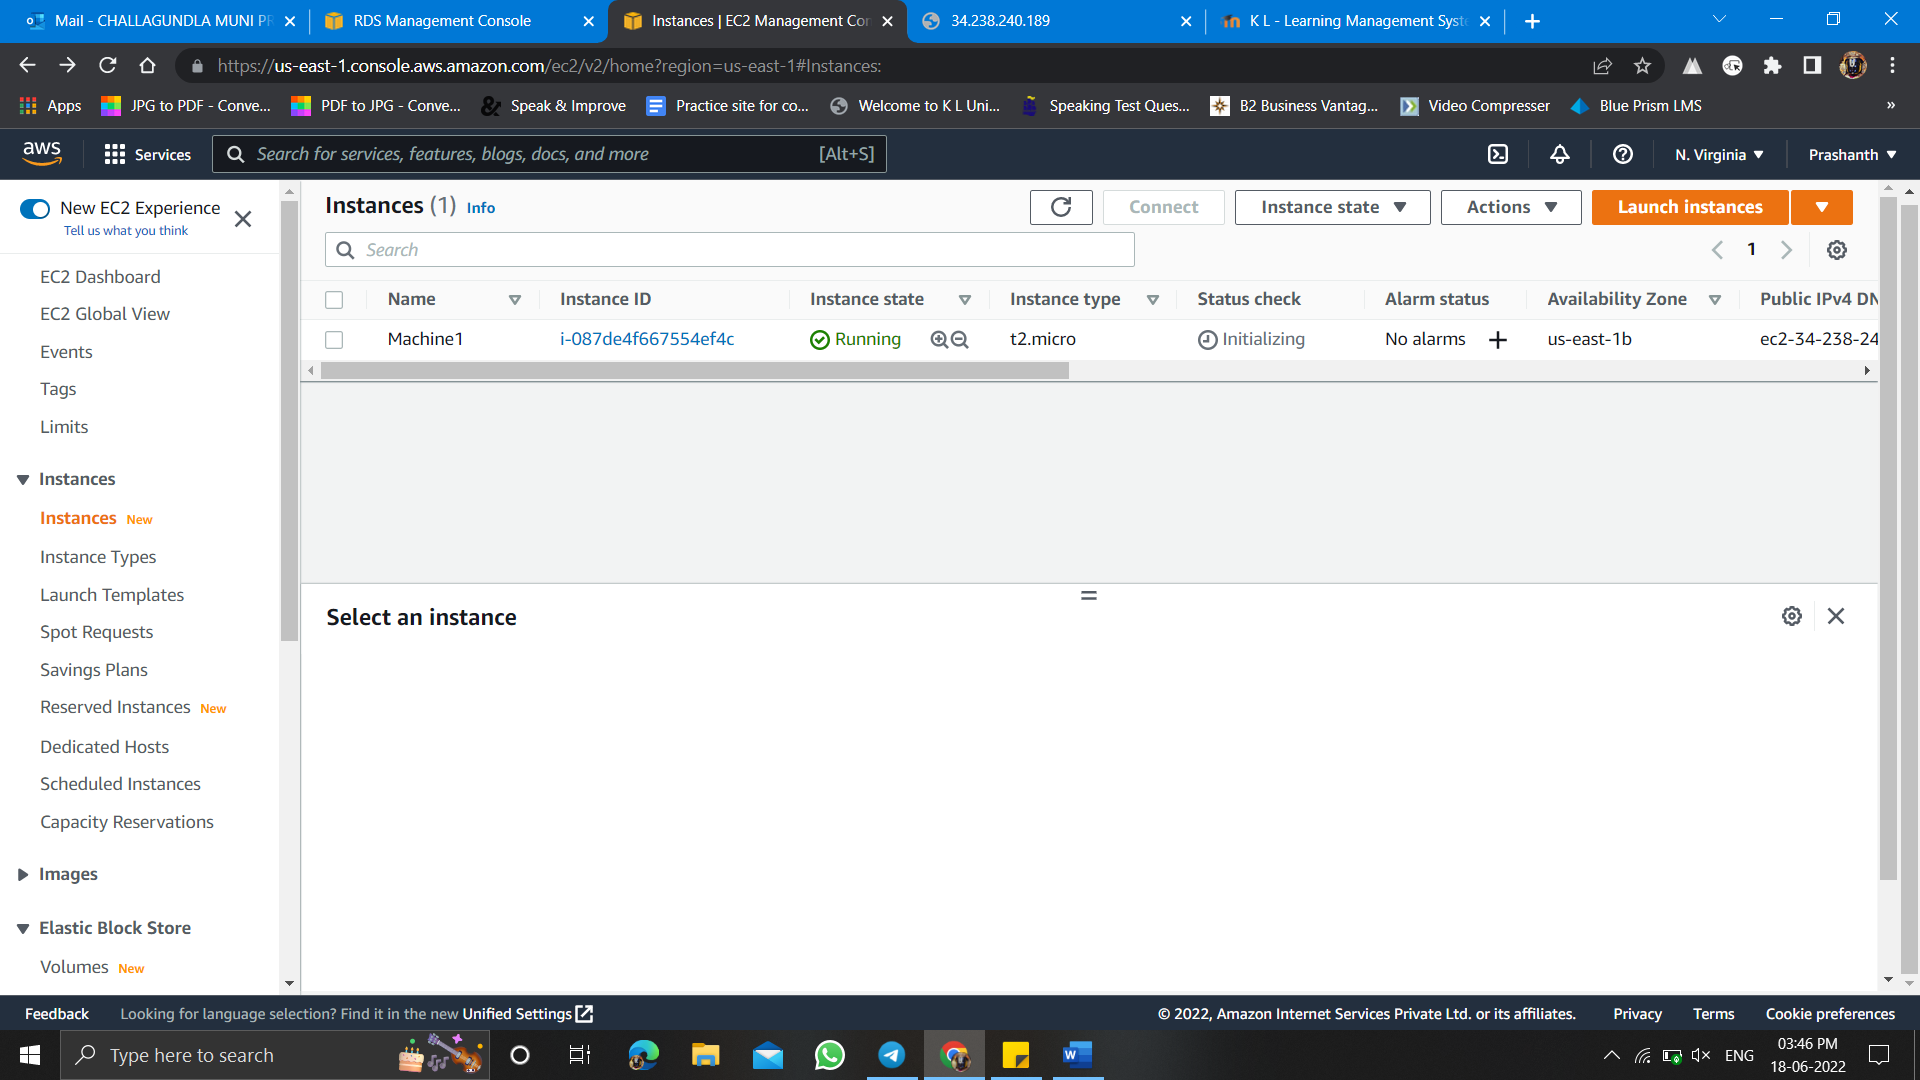 Mail - CHALLAGUNDLA MUNI PR
RDS Management Console
Instances | EC2 Management Con
34.238.240.189
K L - Learning Management Syste
https://us-east-1.console.aws.amazon.com/ec2/v2/home?region=us-east-1#Instances:
Apps
JPG to PDF - Conve...
PDF to JPG - Conve...
Speak & Improve
Practice site for co...
Welcome to K L Uni...
Speaking Test Ques...
B2 Business Vantag...
Video Compresser
Blue Prism LMS
»
aws
Services
Search for services, features, blogs, docs, and more
[Alt+S]
N. Virginia
Prashanth
New EC2 Experience
Tell us what you think
EC2 Dashboard
EC2 Global View
Events
Tags
Limits
Instances
Instances New
Instance Types
Launch Templates
Spot Requests
Savings Plans
Reserved Instances New
Dedicated Hosts
Scheduled Instances
Capacity Reservations
Images
Elastic Block Store
Volumes New
Instances (1) Info
Connect
Instance state
Actions
Launch instances
Search
1
Name
Instance ID
Instance state
Instance type
Status check
Alarm status
Availability Zone
Public IPv4 DN
Machine1
i-087de4f667554ef4c
Running
t2.micro
Initializing
No alarms
us-east-1b
ec2-34-238-24
Select an instance
Feedback
Looking for language selection? Find it in the new Unified Settings
© 2022, Amazon Internet Services Private Ltd. or its affiliates.
Privacy
Terms
Cookie preferences
Type here to search
ENG
03:46 PM
18-06-2022